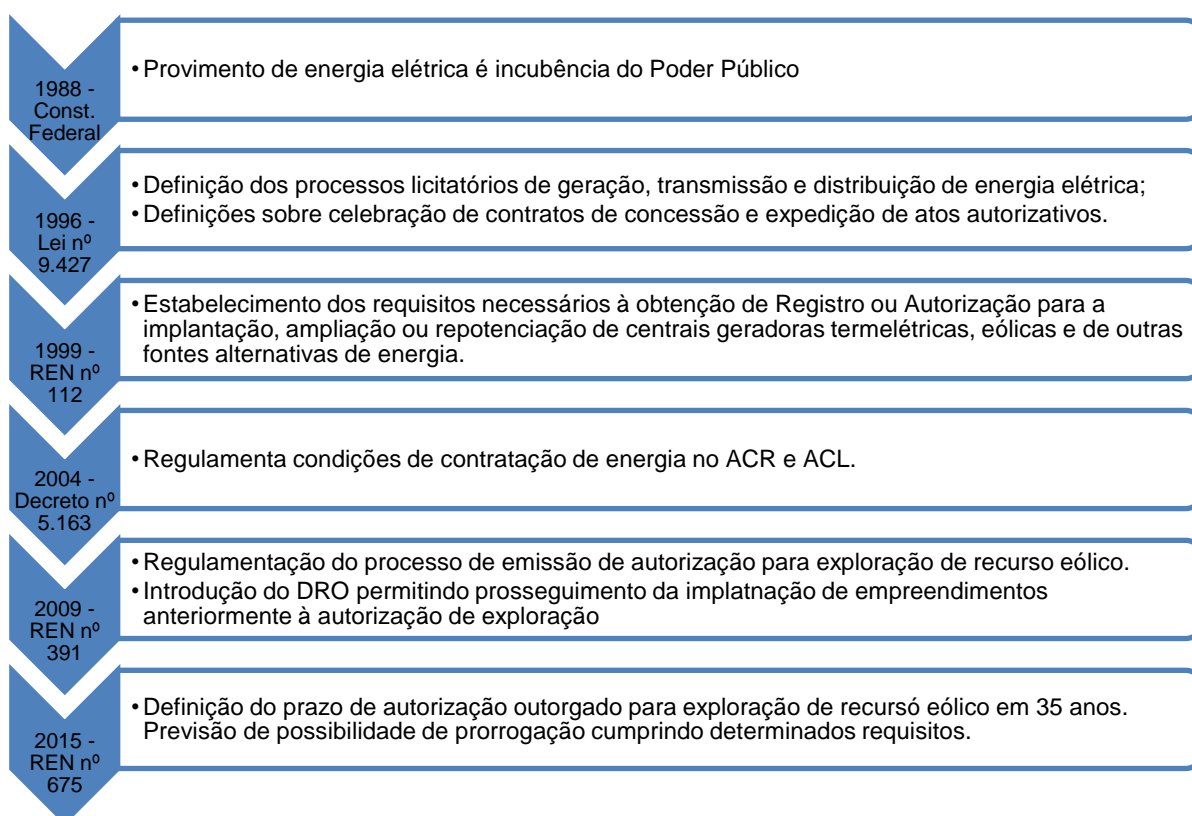 1988 -
Const.
Federal
• Provimento de energia elétrica é incubência do Poder Público
1996 -
Lei nº
9.427
• Definição dos processos licitatórios de geração, transmissão e distribuição de energia elétrica;
• Definições sobre celebração de contratos de concessão e expedição de atos autorizativos.
1999 -
REN nº
112
• Estabelecimento dos requisitos necessários à obtenção de Registro ou Autorização para a
implantação, ampliação ou repotenciação de centrais geradoras termelétricas, eólicas e de outras
fontes alternativas de energia.
2004 -
Decreto nº
5.163
• Regulamenta condições de contratação de energia no ACR e ACL.
2009 -
REN nº
391
• Regulamentação do processo de emissão de autorização para exploração de recurso eólico.
• Introdução do DRO permitindo prosseguimento da implatnação de empreendimentos
anteriormente à autorização de exploração
2015 -
REN nº
675
• Definição do prazo de autorização outorgado para exploração de recursó eólico em 35 anos.
Previsão de possibilidade de prorrogação cumprindo determinados requisitos.